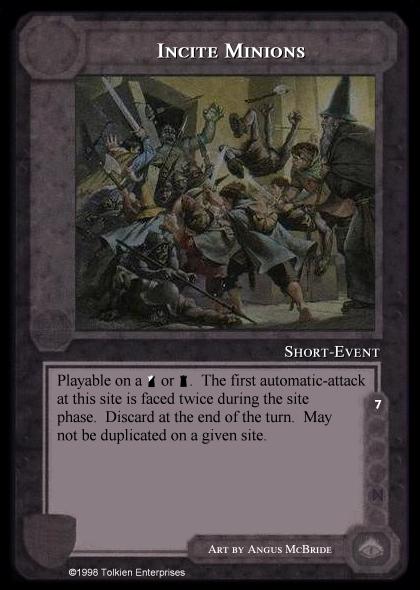 Incite Minions
Short-Event
Playable on a or . The first automatic-attack
at this site is faced twice during the site
phase. Discard at the end of the turn. May
not be duplicated on a given site.
7
Art by Angus McBride
©1998 Tolkien Enterprises